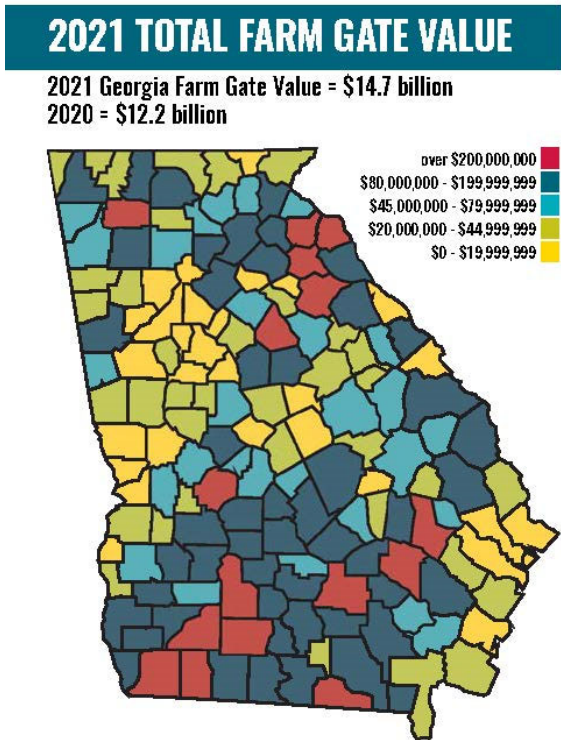 2021 TOTAL FARM GATE VALUE
2021 Georgia Farm Gate Value = $14.7 billion
2020 = $12.2 billion
over $200,000,000
$80,000,000 - $199,999,999
$45,000,000 - $79,999,999
$20,000,000 - $44,999,999
$0 - $19,999,999